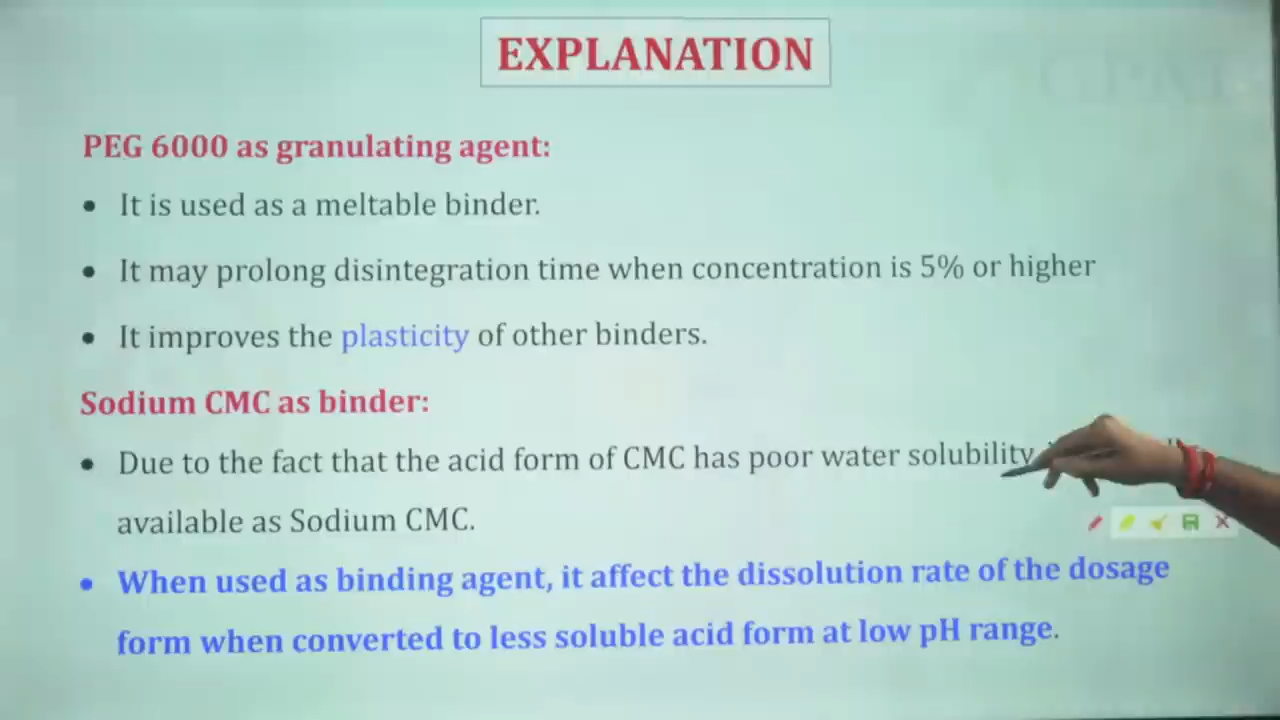 EXPLANATION
PEG 6000 as granulating agent:
• It is used as a meltable binder.
• It may prolong disintegration time when concentration is 5% or higher
• It improves the plasticity of other binders.
Sodium CMC as binder:
• Due to the fact that the acid form of CMC has poor water solubility
available as Sodium CMC.
• When used as binding agent, it affect the dissolution rate of the dosage
form when converted to less soluble acid form at low pH range.